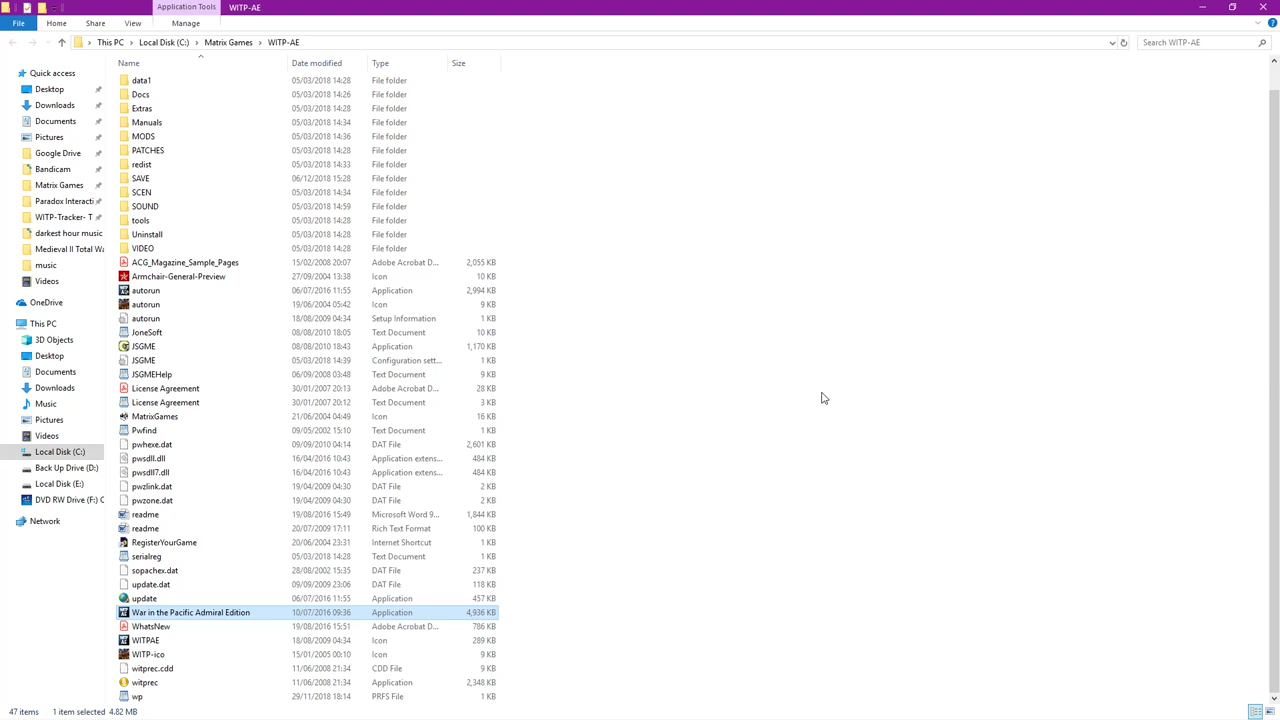 Application Tools WITP-AE
File Home Share View Manage
This PC Local Disk (C:) Matrix Games WITP-AE Search WITP-AE
Name Date modified Type Size
Quick access
Desktop
Downloads
Documents
Pictures
Google Drive
Bandicam
Matrix Games
Paradox Interacti
WITP-Tracker- T
darkest hour music
Medieval II Total Wa
music
Videos
OneDrive
This PC
3D Objects
Desktop
Documents
Downloads
Music
Pictures
Videos
Local Disk (C:)
Back Up Drive (D:)
Local Disk (E:)
DVD RW Drive (F:) C
Network
data1 05/03/2018 14:28 File folder
Docs 05/03/2018 14:26 File folder
Extras 05/03/2018 14:28 File folder
Manuals 05/03/2018 14:34 File folder
MODS 05/03/2018 14:36 File folder
PATCHES 05/03/2018 14:28 File folder
redist 05/03/2018 14:33 File folder
SAVE 06/12/2018 15:28 File folder
SCEN 05/03/2018 14:34 File folder
SOUND 05/03/2018 14:59 File folder
tools 05/03/2018 14:28 File folder
Uninstall 05/03/2018 14:28 File folder
VIDEO 05/03/2018 14:28 File folder
ACG_Magazine_Sample_Pages 15/02/2008 20:07 Adobe Acrobat D... 2,055 KB
Armchair-General-Preview 27/09/2004 13:38 Icon 10 KB
autorun 06/07/2016 11:55 Application 2,994 KB
autorun 19/06/2004 05:42 Icon 9 KB
autorun 18/08/2009 04:34 Setup Information 1 KB
JoneSoft 08/08/2010 18:05 Text Document 10 KB
JSGME 08/08/2010 18:43 Application 1,170 KB
JSGME 05/03/2018 14:39 Configuration sett... 1 KB
JSGMEHelp 06/09/2008 03:48 Text Document 9 KB
License Agreement 30/01/2007 20:13 Adobe Acrobat D... 28 KB
License Agreement 30/01/2007 20:12 Text Document 3 KB
MatrixGames 21/06/2004 04:49 Icon 16 KB
Pwfind 09/05/2002 15:10 Text Document 1 KB
pwhexe.dat 09/09/2010 04:14 DAT File 2,601 KB
pwsdll.dll 16/04/2016 10:43 Application extens... 484 KB
pwsdll7.dll 16/04/2016 10:43 Application extens... 484 KB
pwzlink.dat 19/04/2009 04:30 DAT File 2 KB
pwzone.dat 19/04/2009 04:30 DAT File 2 KB
readme 19/08/2016 15:49 Microsoft Word 9... 1,844 KB
readme 20/07/2009 17:11 Rich Text Format 100 KB
RegisterYourGame 20/06/2004 23:31 Internet Shortcut 1 KB
serialreg 05/03/2018 14:28 Text Document 1 KB
sopachex.dat 28/08/2002 15:35 DAT File 237 KB
update.dat 09/09/2009 23:06 DAT File 118 KB
update 06/07/2016 11:55 Application 457 KB
War in the Pacific Admiral Edition 10/07/2016 09:36 Application 4,936 KB
WhatsNew 19/08/2016 15:51 Adobe Acrobat D... 786 KB
WITPAE 18/08/2009 04:34 Icon 289 KB
WITP-ico 15/01/2005 00:10 Icon 9 KB
witprec.cdd 11/06/2008 21:34 CDD File 9 KB
witprec 11/06/2008 21:34 Application 2,348 KB
wp 29/11/2018 18:14 PRFS File 1 KB
47 items 1 item selected 4.82 MB